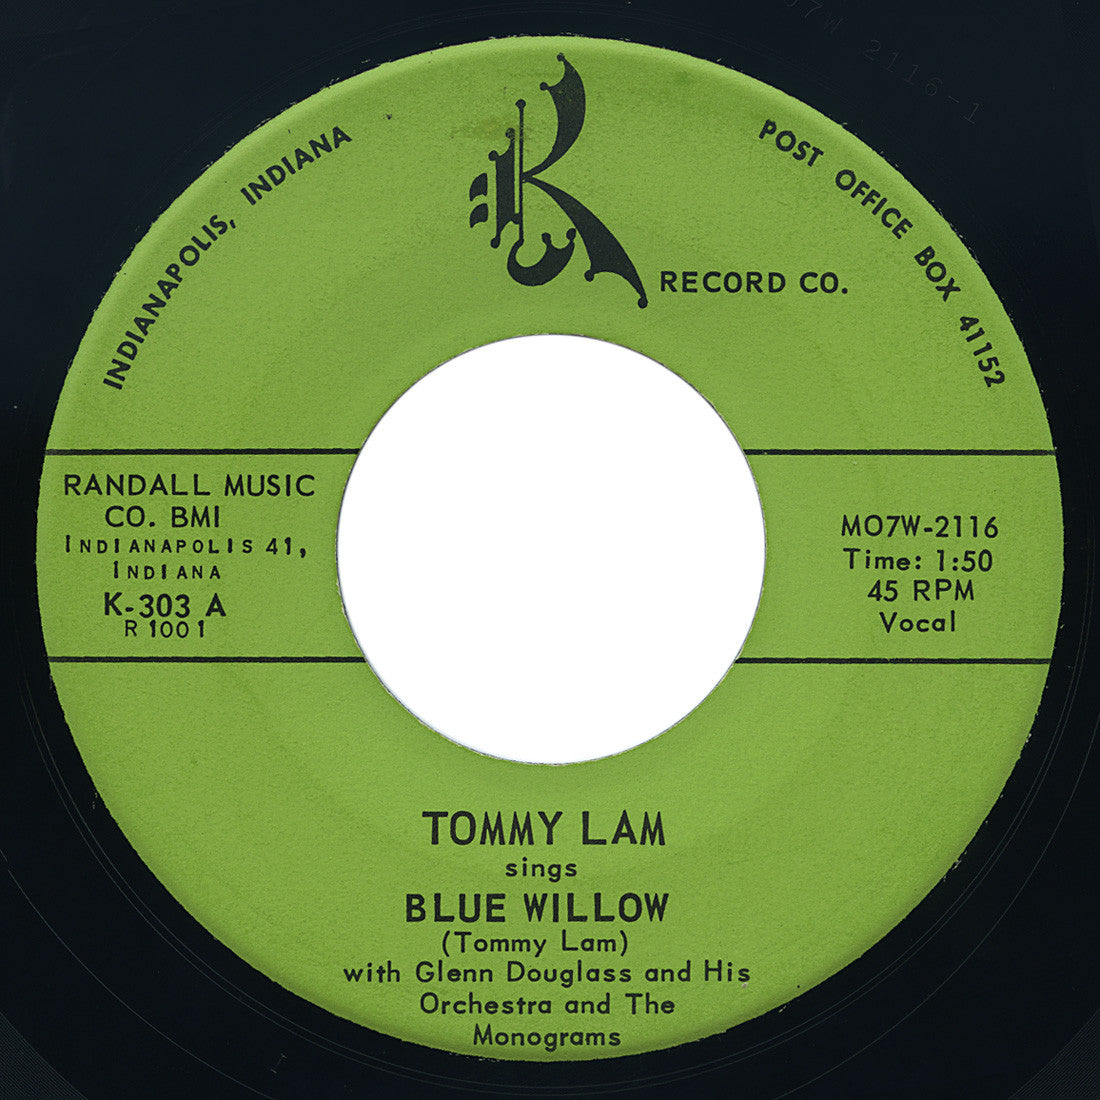 INDIANAPOLIS, INDIANA
K
RECORD CO.
POST OFFICE BOX 41152
RANDALL MUSIC
CO. BMI
INDIANAPOLIS 41,
INDIANA
K-303 A
R 1001
MO7W-2116
Time: 1:50
45 RPM
Vocal
TOMMY LAM
sings
BLUE WILLOW
(Tommy Lam)
with Glenn Douglass and His
Orchestra and The
Monograms